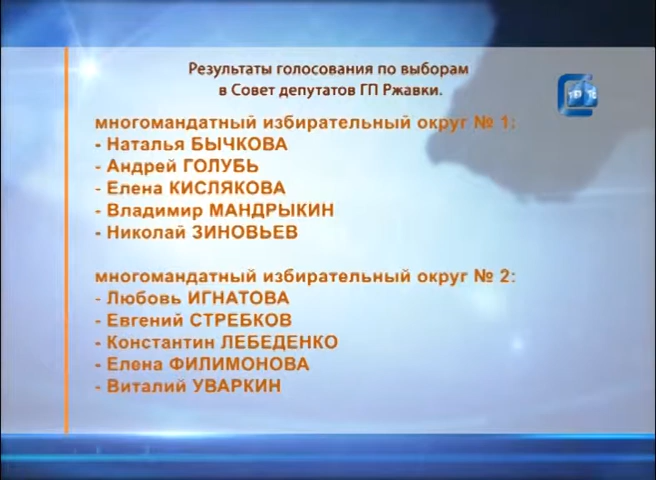 Результаты голосования по выборам
в Совет депутатов ГП Ржавки.
многомандатный избирательный округ № 1:
- Наталья БЫЧКОВА
- Андрей ГОЛУБЬ
- Елена КИСЛЯКОВА
- Владимир МАНДРЫКИН
- Николай ЗИНОВЬЕВ
многомандатный избирательный округ № 2:
- Любовь ИГНАТОВА
- Евгений СТРЕБКОВ
- Константин ЛЕБЕДЕНКО
- Елена ФИЛИМОНОВА
- Виталий УВАРКИН